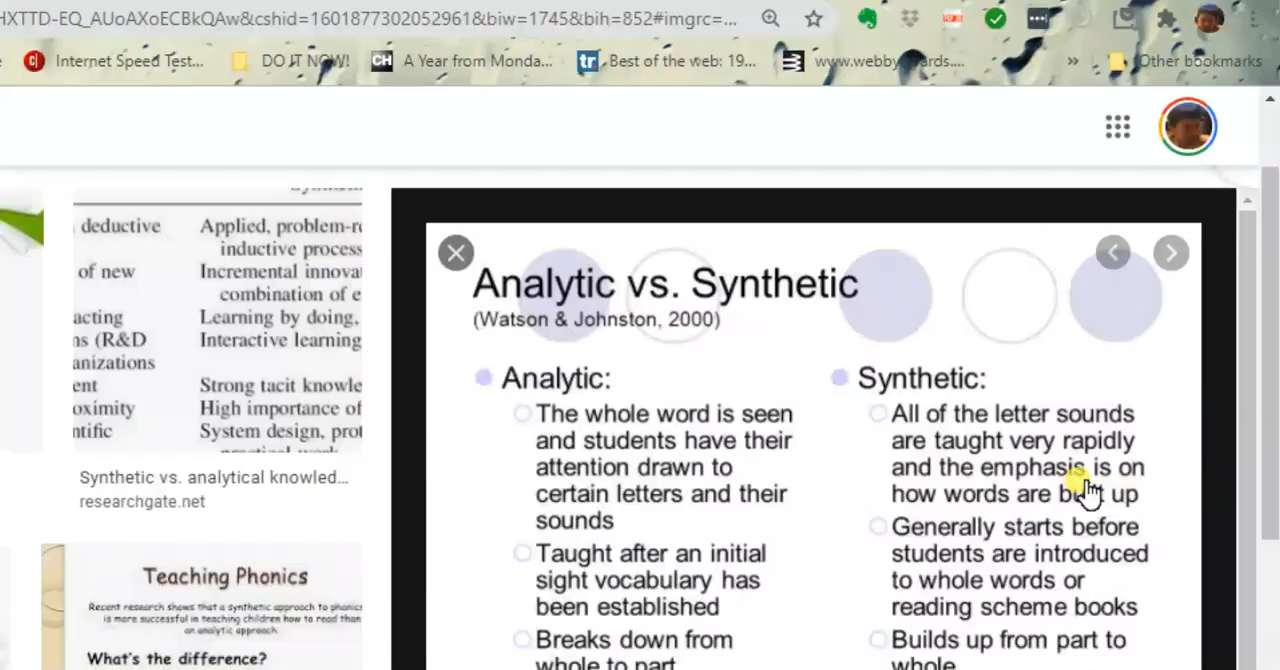 HXTTD-EQ_AUoAXoECBkQAw&cshid=1601877302052961&biw=1745&bih=852#imgrc=...
Internet Speed Test... DO IT NOW! CH A Year from Monda... tr Best of the web: 19... » Other bookmarks
deductive Applied, problem-
inductive process
of new Incremental innova
combination of e
acting Learning by doing,
ns (R&D Interactive learning
anizations
ent Strong tacit knowle
oximity High importance of
ntific System design, prot
Synthetic vs. analytical knowled...
researchgate.net
Teaching Phonics
Recent research shows that a synthetic approach to phonics
is more successful in teaching children how to read than
an analytic approach
What's the difference?
Analytic vs. Synthetic
(Watson & Johnston, 2000)
Analytic:
The whole word is seen
and students have their
attention drawn to
certain letters and their
sounds
Taught after an initial
sight vocabulary has
been established
Breaks down from
whole to part
Synthetic:
All of the letter sounds
are taught very rapidly
and the emphasis is on
how words are up
Generally starts before
students are introduced
to whole words or
reading scheme books
Builds up from part to
whole